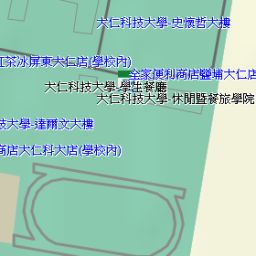 大仁科技大學-史懷哲大樓
紅茶冰屏東大仁店(學校內)
全家便利商店鹽埔大仁店
大仁科技大學-學生餐廳
大仁科技大學-休閒暨餐旅學院
技大學-達爾文大樓
商店大仁科大店(學校內)